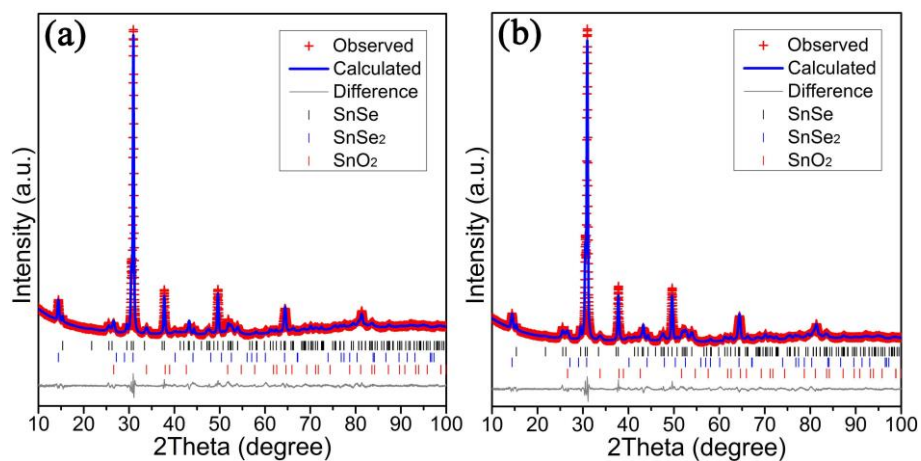 (a)
Observed
Calculated
Difference
SnSe
SnSe₂
SnO₂
Intensity (a.u.)
10 20 30 40 50 60 70 80 90 100
2Theta (degree)
(b)
Observed
Calculated
Difference
SnSe
SnSe₂
SnO₂
Intensity (a.u.)
10 20 30 40 50 60 70 80 90 100
2Theta (degree)